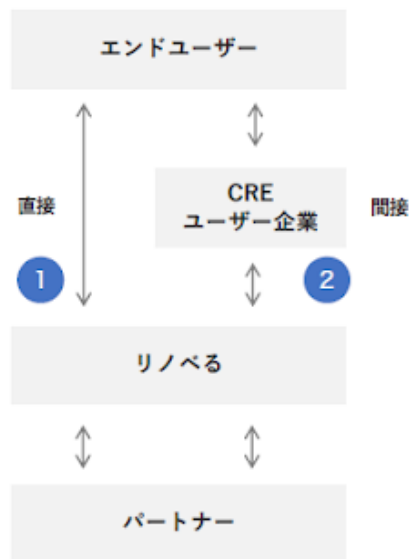 エンドユーザー
直接
CRE
ユーザー企業
間接
1
2
リノベる
パートナー